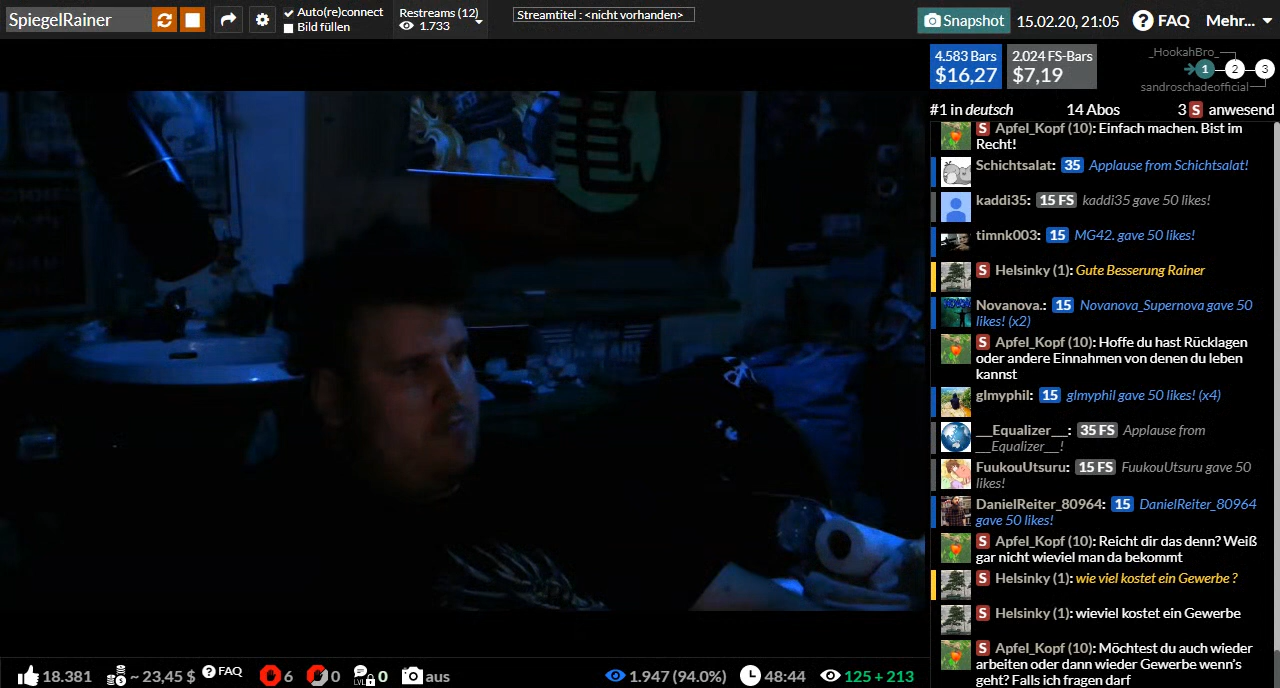 SpiegelRainer
Auto(re)connect
Bild füllen
Restreams (12)
1.733
Streamtitel : <nicht vorhanden>
Snapshot
15.02.20, 21:05
FAQ
Mehr...
4.583 Bars
$16,27
2.024 FS-Bars
$7,19
_HookahBro_
1 2 3
sandroschadeofficial
#1 in deutsch 14 Abos 3 S anwesend
S Apfel_Kopf (10): Einfach machen. Bist im
Recht!
Schichtsalat: 35 Applause from Schichtsalat!
kaddi35: 15 FS kaddi35 gave 50 likes!
timnk003: 15 MG42. gave 50 likes!
S Helsinky (1): Gute Besserung Rainer
Novanova.: 15 Novanova_Supernova gave 50
likes! (x2)
S Apfel_Kopf (10): Hoffe du hast Rücklagen
oder andere Einnahmen von denen du leben
kannst
glmyphil: 15 glmyphil gave 50 likes! (x4)
___Equalizer___: 35 FS Applause from
___Equalizer___!
FuukouUtsuru: 15 FS FuukouUtsuru gave 50
likes!
DanielReiter_80964: 15 DanielReiter_80964
gave 50 likes!
S Apfel_Kopf (10): Reicht dir das denn? Weiß
gar nicht wieviel man da bekommt
S Helsinky (1): wie viel kostet ein Gewerbe ?
S Helsinky (1): wieviel kostet ein Gewerbe
S Apfel_Kopf (10): Möchtest du auch wieder
arbeiten oder dann wieder Gewerbe wenn's
geht? Falls ich fragen darf
18.381 ~ 23,45 $ FAQ 6 0 LVL 0 aus 1.947 (94.0%) 48:44 125 + 213